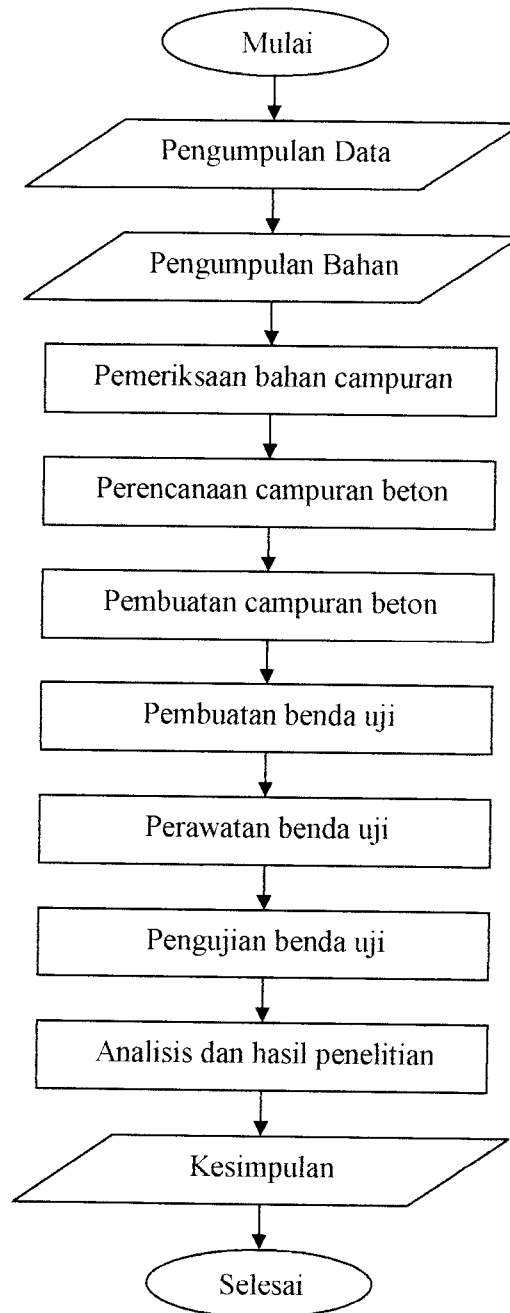 Mulai
Pengumpulan Data
Pengumpulan Bahan
Pemeriksaan bahan campuran
Perencanaan campuran beton
Pembuatan campuran beton
Pembuatan benda uji
Perawatan benda uji
Pengujian benda uji
Analisis dan hasil penelitian
Kesimpulan
Selesai